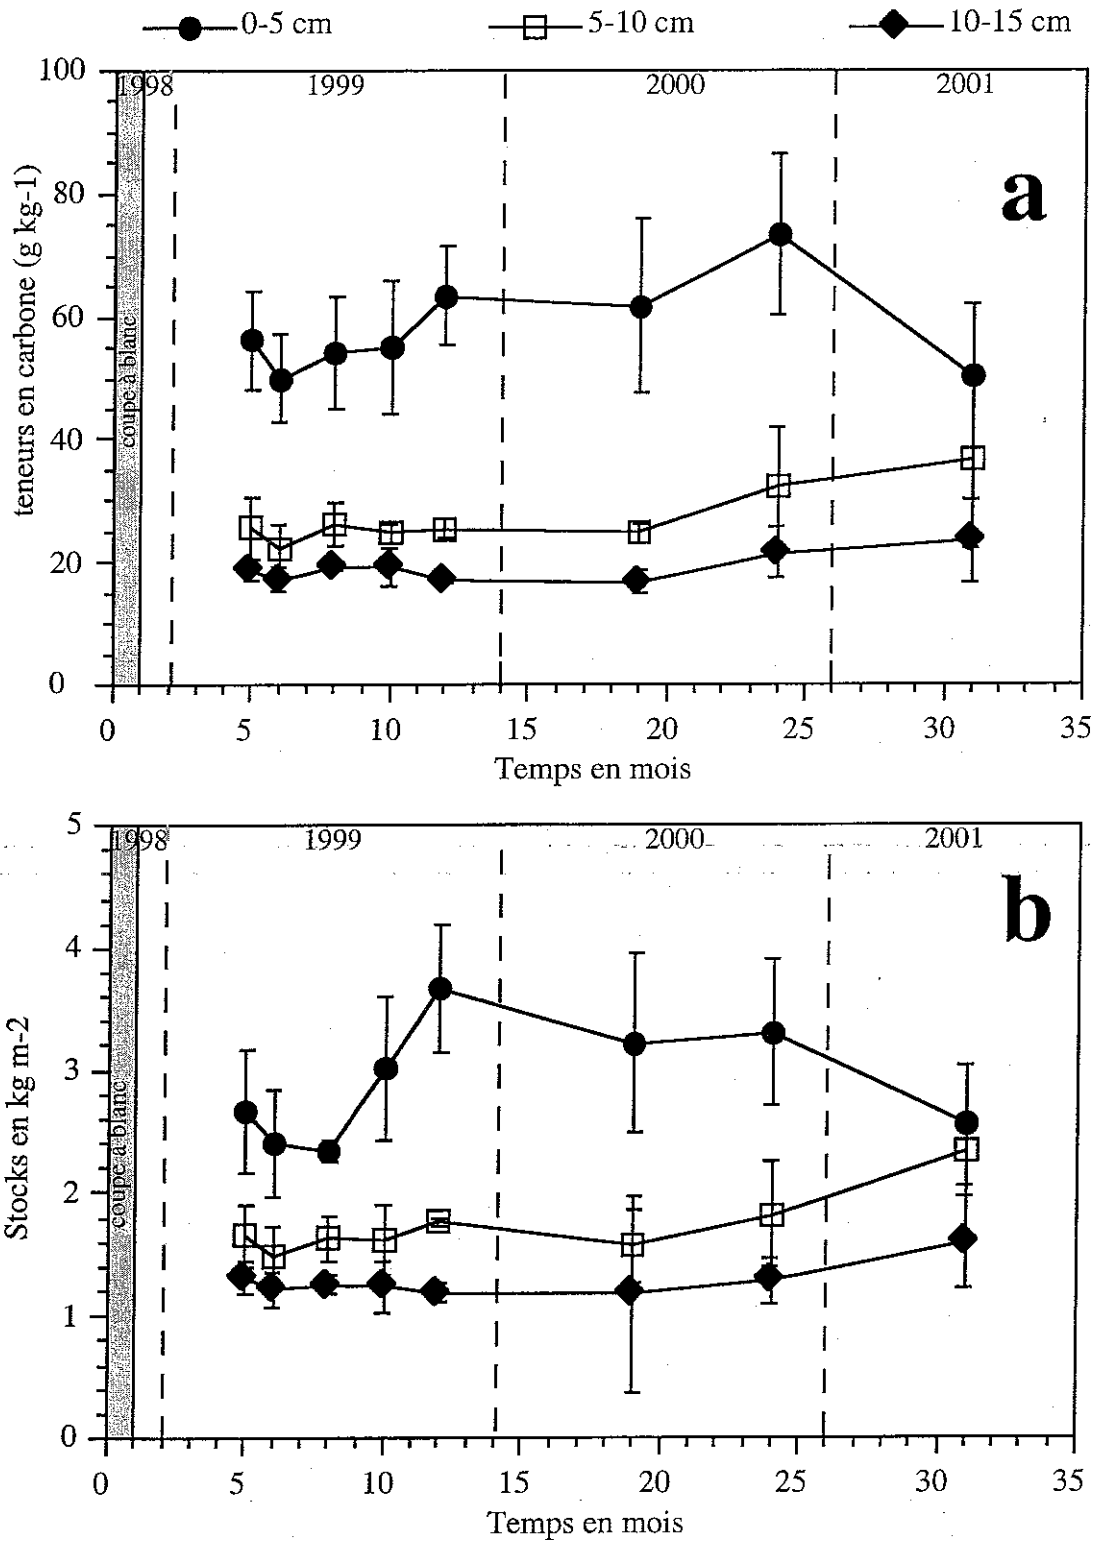 0-5 cm 5-10 cm 10-15 cm
100
1998 1999 2000 2001
a
80
60
40
20
0
teneurs en carbone (g kg-1)
coupe à blanc
0 5 10 15 20 25 30 35
Temps en mois
5
1998 1999 2000 2001
b
4
3
2
1
0
Stocks en kg m-2
coupe à blanc
0 5 10 15 20 25 30 35
Temps en mois